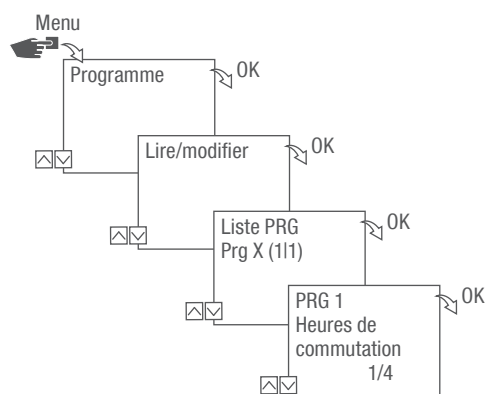 Menu
Programme
OK
Lire/modifier
OK
Liste PRG
Prg X (1|1)
OK
PRG 1
Heures de
commutation
1/4
OK